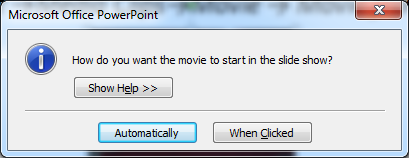 Microsoft Office PowerPoint
How do you want the movie to start in the slide show?
Show Help >>
Automatically
When Clicked